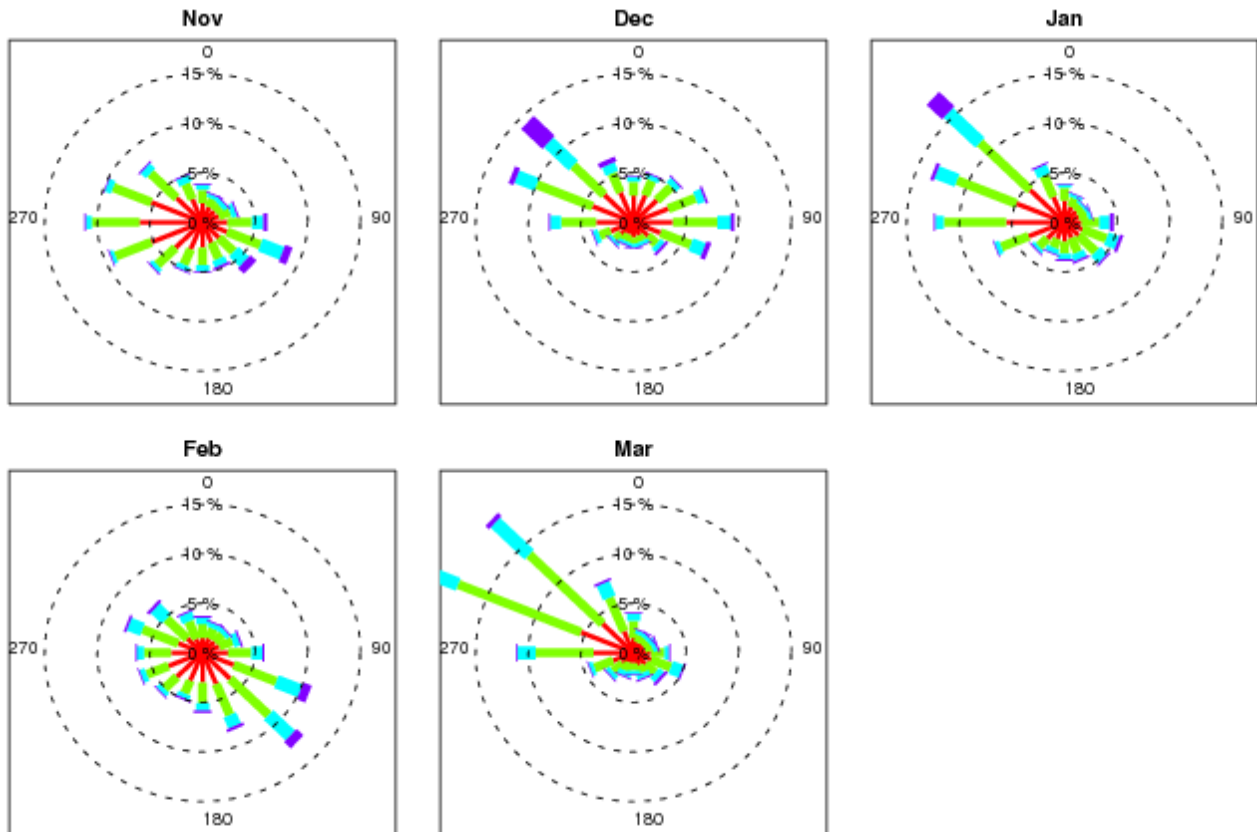 Nov Dec Jan
0 0 0
15 % 15 % 15 %
10 % 10 % 10 %
5 % 5 % 5 %
270 0 % 90 270 0 % 90 270 0 % 90
180 180 180
Feb Mar
0 0
15 % 15 %
10 % 10 %
5 % 5 %
270 0 % 90 270 0 % 90
180 180